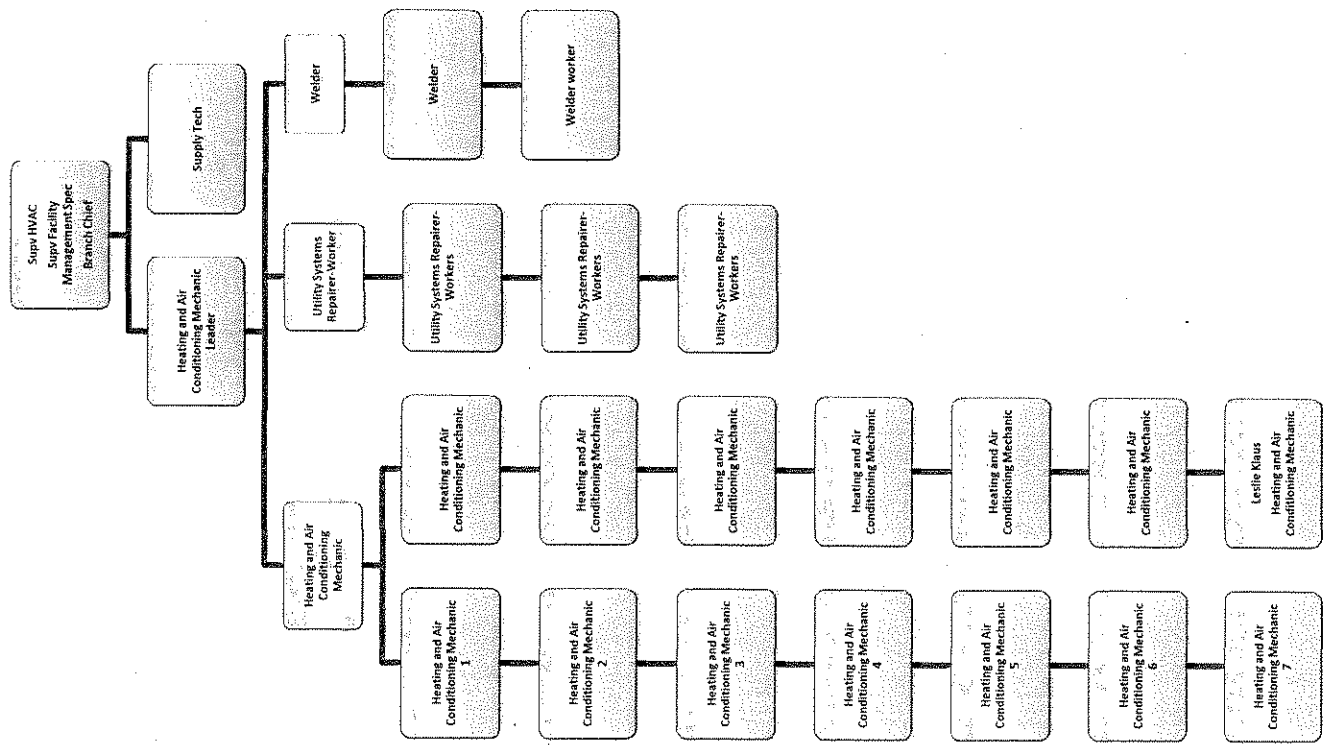 Supv HVAC
Supv Facility
Management Spec
Branch Chief
Heating and Air
Conditioning Mechanic
Leader
Supply Tech
Heating and Air
Conditioning
Mechanic
Utility Systems
Repairer-Worker
Welder
Heating and Air
Conditioning Mechanic
1
Heating and Air
Conditioning Mechanic
Utility Systems Repairer-
Workers
Welder
Heating and Air
Conditioning Mechanic
2
Heating and Air
Conditioning Mechanic
Utility Systems Repairer-
Workers
Welder worker
Heating and Air
Conditioning Mechanic
3
Heating and Air
Conditioning Mechanic
Utility Systems Repairer-
Workers
Heating and Air
Conditioning Mechanic
4
Heating and Air
Conditioning Mechanic
Heating and Air
Conditioning Mechanic
5
Heating and Air
Conditioning Mechanic
Heating and Air
Conditioning Mechanic
6
Heating and Air
Conditioning Mechanic
Heating and Air
Conditioning Mechanic
7
Leslie Klaus
Heating and Air
Conditioning Mechanic